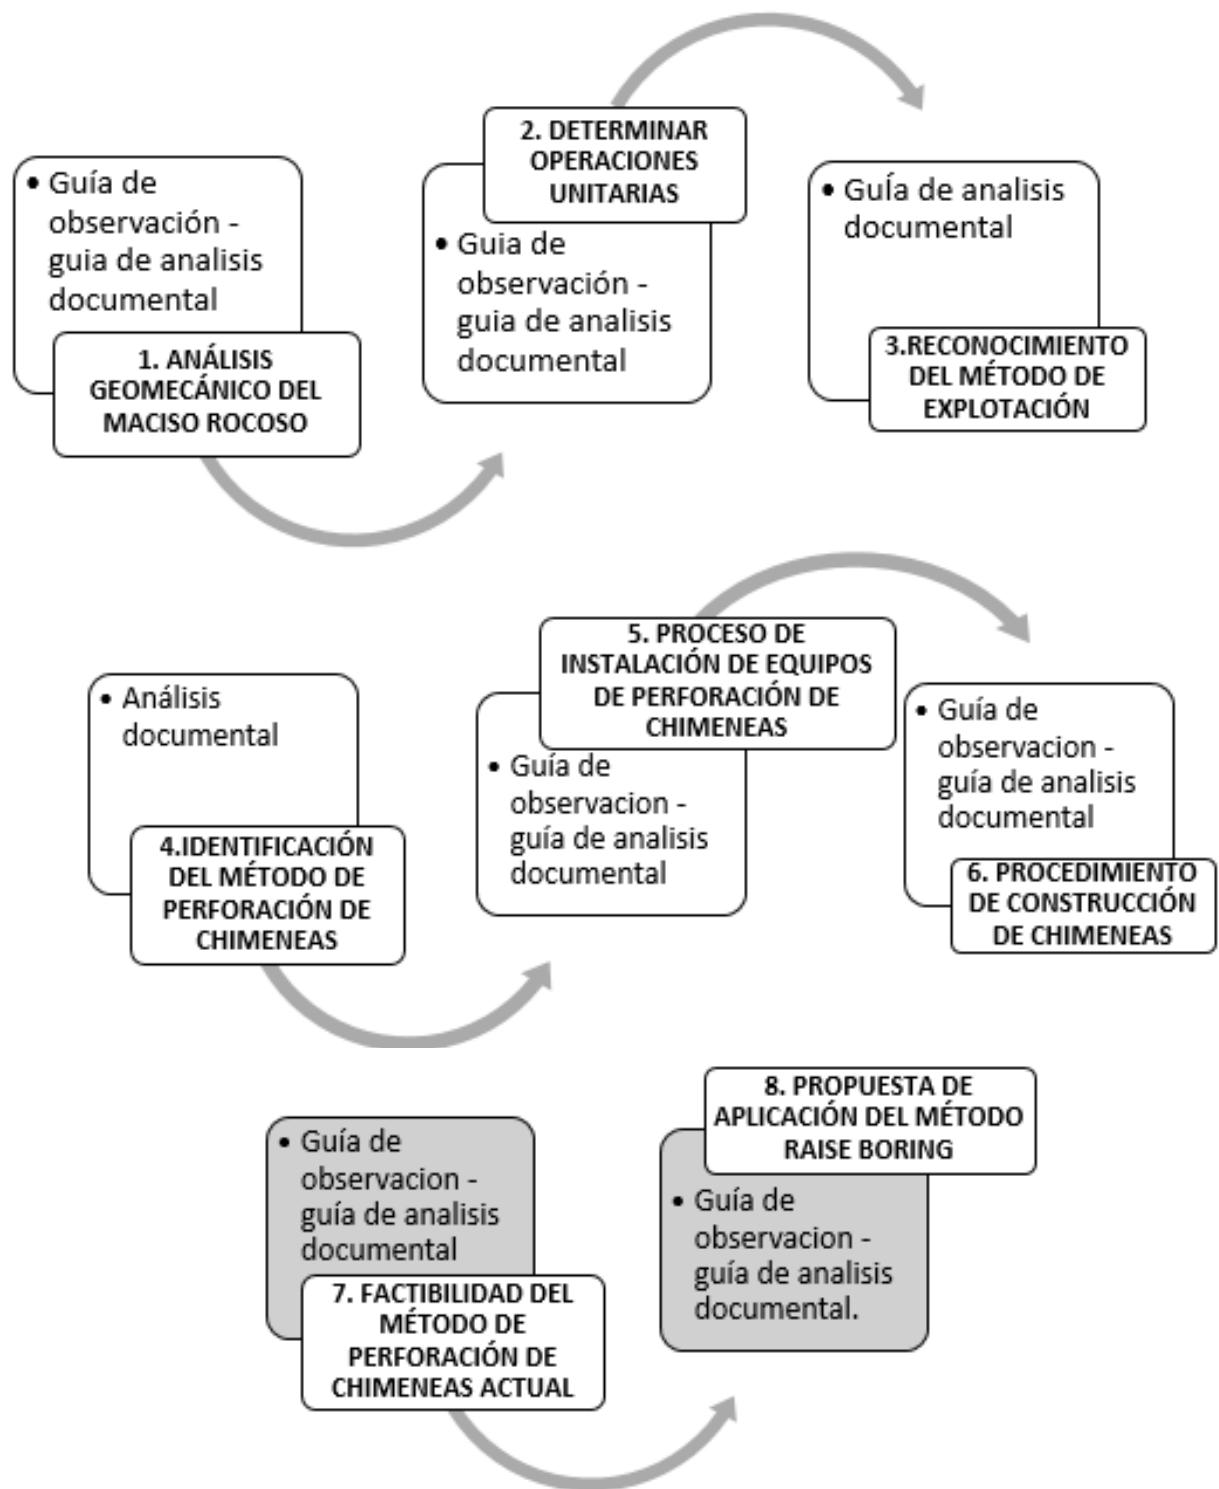 • Guía de
observación -
guia de analisis
documental
1. ANÁLISIS
GEOMECÁNICO DEL
MACISO ROCOSO
2. DETERMINAR
OPERACIONES
UNITARIAS
• Guia de
observación -
guia de analisis
documental
• GuÍa de analisis
documental
3.RECONOCIMIENTO
DEL MÉTODO DE
EXPLOTACIÓN
• Análisis
documental
4.IDENTIFICACIÓN
DEL MÉTODO DE
PERFORACIÓN DE
CHIMENEAS
5. PROCESO DE
INSTALACIÓN DE EQUIPOS
DE PERFORACIÓN DE
CHIMENEAS
• Guía de
observacion -
guía de analisis
documental
• Guía de
observacion -
guía de analisis
documental
6. PROCEDIMIENTO
DE CONSTRUCCIÓN
DE CHIMENEAS
• Guía de
observacion -
guía de analisis
documental
7. FACTIBILIDAD DEL
MÉTODO DE
PERFORACIÓN DE
CHIMENEAS ACTUAL
8. PROPUESTA DE
APLICACIÓN DEL MÉTODO
RAISE BORING
• Guía de
observacion -
guía de analisis
documental.